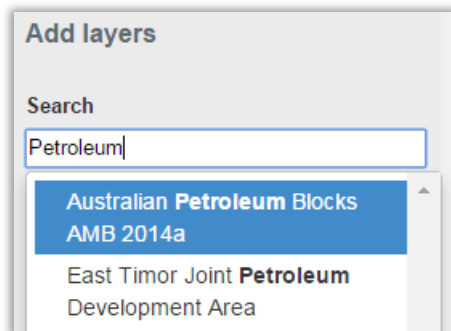 Add layers
Search
Petroleum
Australian Petroleum Blocks
AMB 2014a
East Timor Joint Petroleum
Development Area